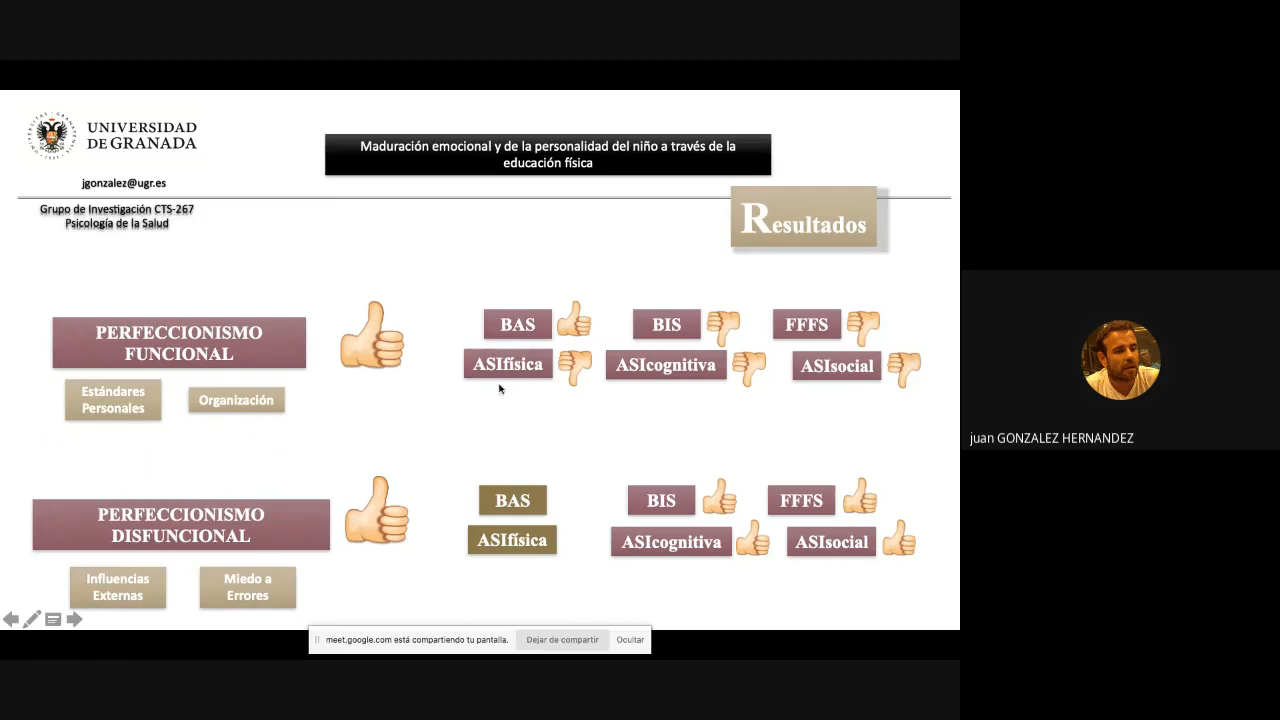 UNIVERSIDAD
DE GRANADA
Maduración emocional y de la personalidad del niño a través de la
educación física
jgonzalez@ugr.es
Grupo de Investigación CTS-267
Psicología de la Salud
Resultados
PERFECCIONISMO
FUNCIONAL
BAS
BIS
FFFS
ASIfísica
ASIcognitiva
ASIsocial
Estándares
Personales
Organización
juan GONZALEZ HERNANDEZ
PERFECCIONISMO
DISFUNCIONAL
BAS
BIS
FFFS
ASIfísica
ASIcognitiva
ASIsocial
Influencias
Externas
Miedo a
Errores
meet.google.com está compartiendo tu pantalla.
Dejar de compartir
Ocultar